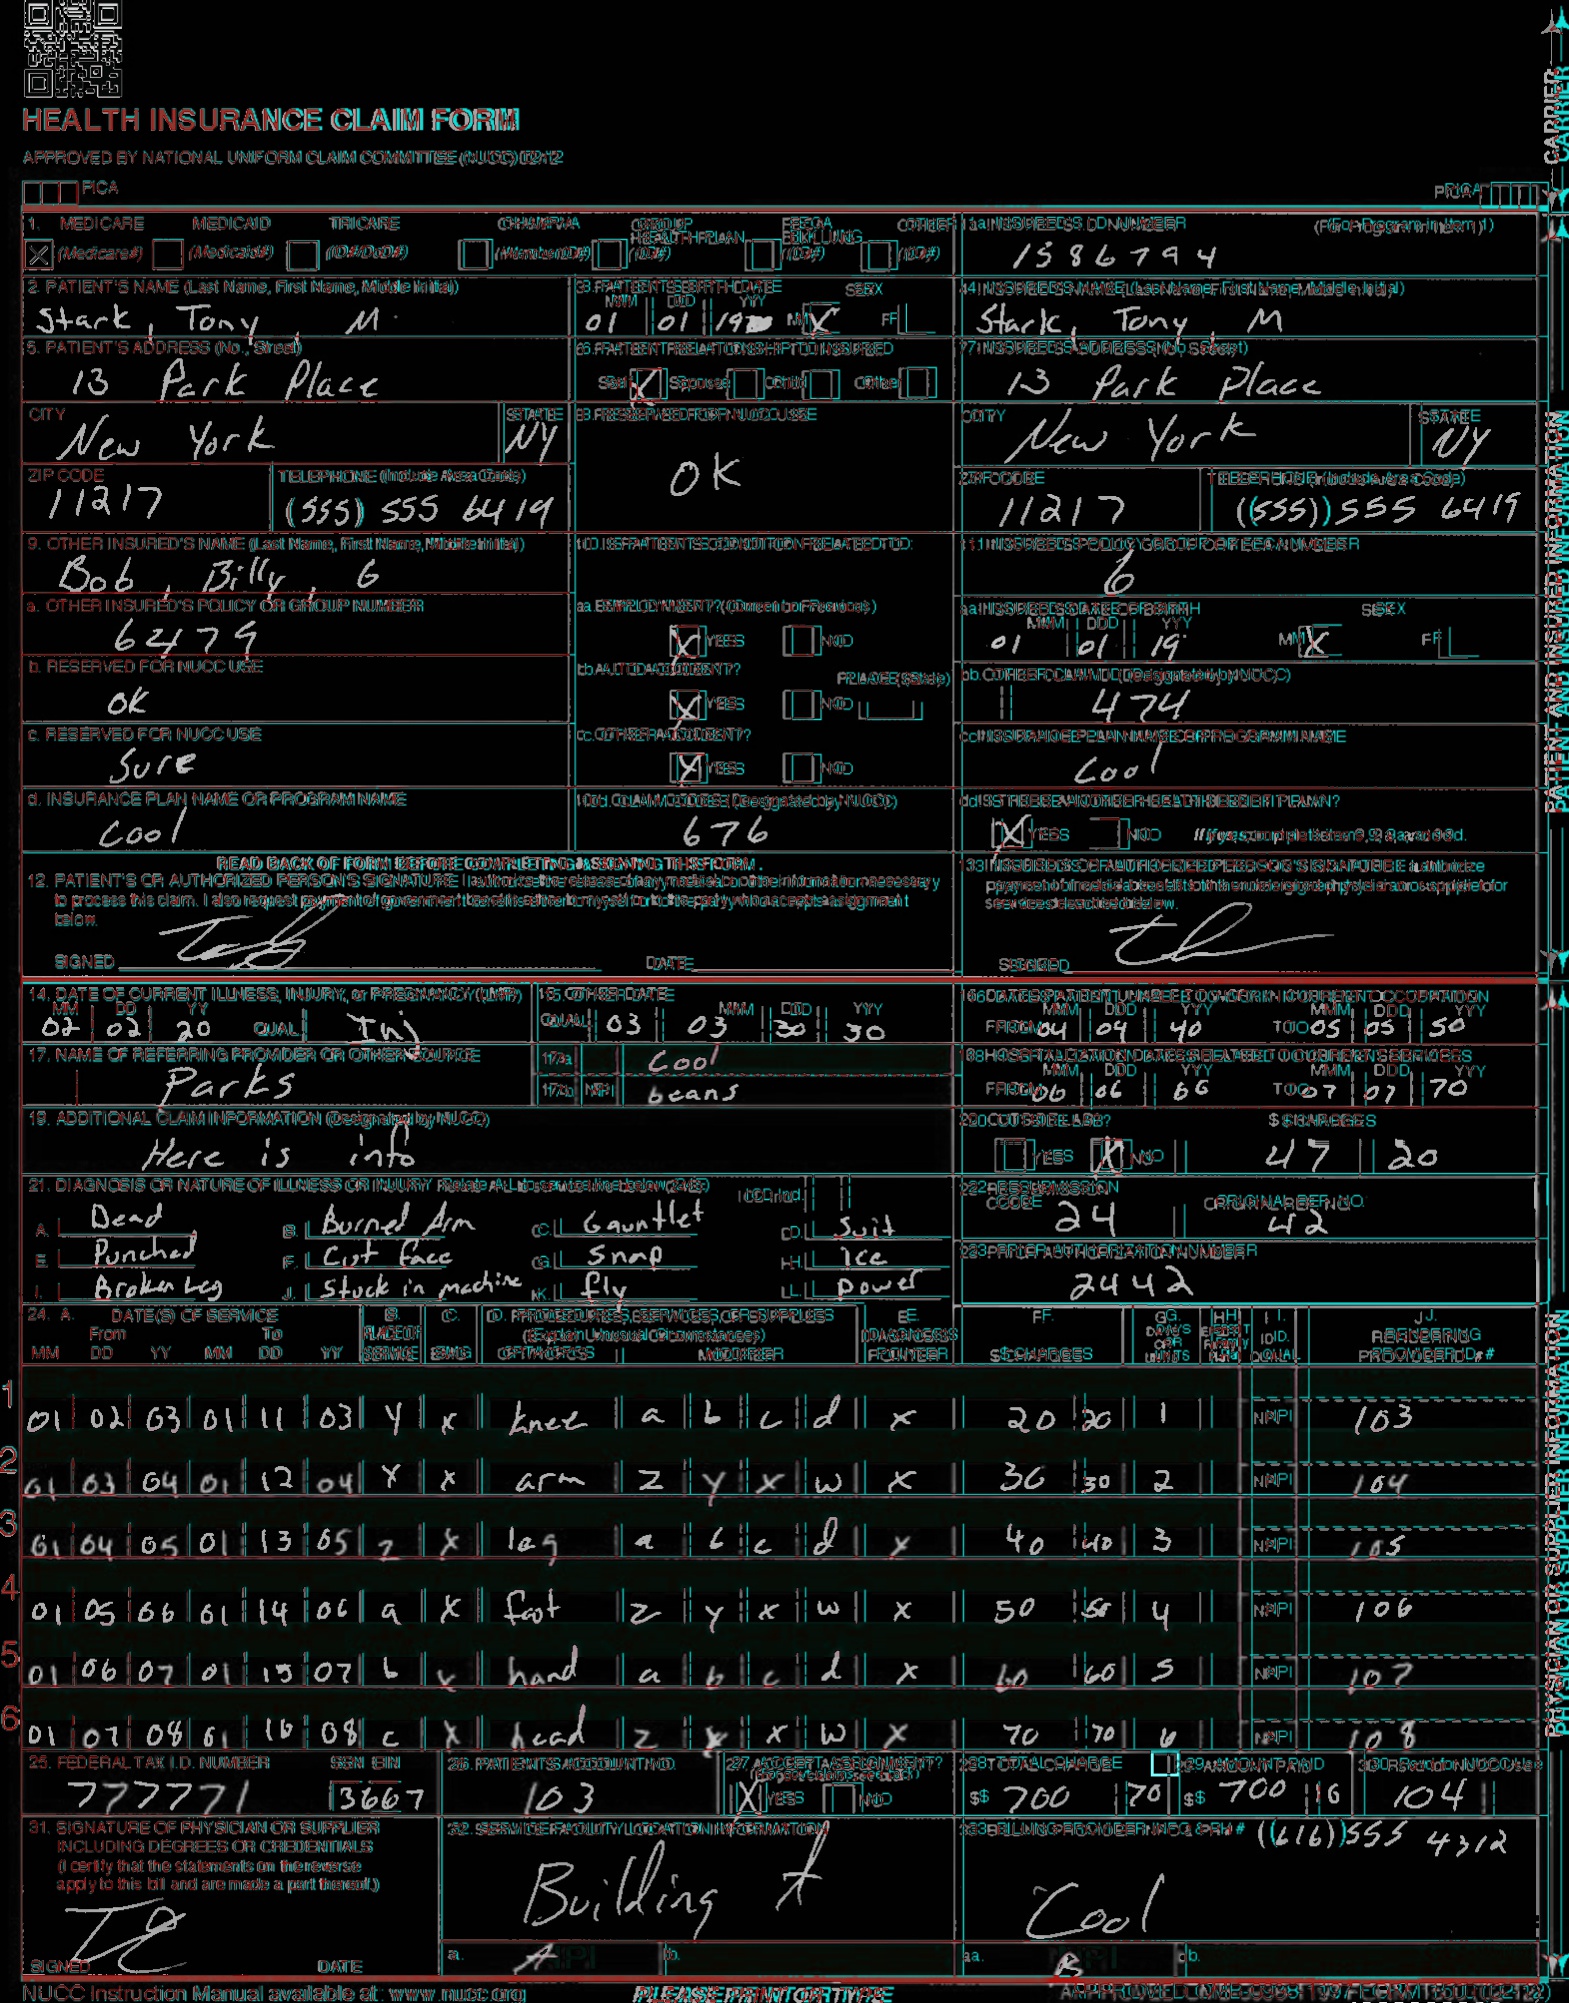 HEALTH INSURANCE CLAIM FORM
APPROVED BY NATIONAL UNIFORM CLAIM COMMITTEE (NUCC) 02/12
PICA PICA
CARRIER
1. MEDICARE MEDICAID TRICARE CHAMPVA GROUP HEALTH PLAN FECA BLK LUNG OTHER 1a. INSURED'S I.D. NUMBER (For Program in Item 1)
X (Medicare#) (Medicaid#) (ID#/DoD#) (Member ID#) (ID#) (ID#) (ID#) 1586794
2. PATIENT'S NAME (Last Name, First Name, Middle Initial) 3. PATIENT'S BIRTH DATE SEX 4. INSURED'S NAME (Last Name, First Name, Middle Initial)
MM DD YY
Stark, Tony, M 01 01 M X F Stark, Tony, M
5. PATIENT'S ADDRESS (No., Street) 6. PATIENT RELATIONSHIP TO INSURED 7. INSURED'S ADDRESS (No., Street)
13 Park Place Self X Spouse Child Other 13 Park Place
CITY STATE 8. RESERVED FOR NUCC USE CITY STATE
New York NY OK New York NY
ZIP CODE TELEPHONE (Include Area Code) ZIP CODE TELEPHONE (Include Area Code)
11217 (555) 555 6419 11217 (555) 555 6419
9. OTHER INSURED'S NAME (Last Name, First Name, Middle Initial) 10. IS PATIENT'S CONDITION RELATED TO: 11. INSURED'S POLICY GROUP OR FECA NUMBER
Bob, Billy, G 6
a. OTHER INSURED'S POLICY OR GROUP NUMBER a. EMPLOYMENT? (Current or Previous) a. INSURED'S DATE OF BIRTH SEX
MM DD YY
6479 X YES NO 01 01 19 M X F
b. RESERVED FOR NUCC USE b. AUTO ACCIDENT? PLACE (State) b. OTHER CLAIM ID (Designated by NUCC)
OK X YES NO 474
c. RESERVED FOR NUCC USE c. OTHER ACCIDENT? c. INSURANCE PLAN NAME OR PROGRAM NAME
Sure X YES NO Cool
d. INSURANCE PLAN NAME OR PROGRAM NAME 10d. CLAIM CODES (Designated by NUCC) d. IS THERE ANOTHER HEALTH BENEFIT PLAN?
Cool 676 X YES NO If yes, complete items 9, 9a, and 9d.
READ BACK OF FORM BEFORE COMPLETING & SIGNING THIS FORM.
12. PATIENT'S OR AUTHORIZED PERSON'S SIGNATURE I authorize the release of any medical or other information necessary
to process this claim. I also request payment of government benefits either to myself or to the party who accepts assignment
below.
SIGNED DATE
13. INSURED'S OR AUTHORIZED PERSON'S SIGNATURE I authorize
payment of medical benefits to the undersigned physician or supplier for
services described below.
SIGNED
PATIENT AND INSURED INFORMATION
14. DATE OF CURRENT ILLNESS, INJURY, or PREGNANCY (LMP) 15. OTHER DATE 16. DATES PATIENT UNABLE TO WORK IN CURRENT OCCUPATION
MM DD YY MM DD YY MM DD YY MM DD YY
02 02 20 QUAL. Inj QUAL. 03 03 30 30 FROM 04 04 40 TO 05 05 50
17. NAME OF REFERRING PROVIDER OR OTHER SOURCE 17a. Cool 18. HOSPITALIZATION DATES RELATED TO CURRENT SERVICES
MM DD YY MM DD YY
Parks 17b. NPI beans FROM 06 06 66 TO 07 07 70
19. ADDITIONAL CLAIM INFORMATION (Designated by NUCC) 20. OUTSIDE LAB? $ CHARGES
Here is info YES X NO 47 20
21. DIAGNOSIS OR NATURE OF ILLNESS OR INJURY Relate A-L to service line below (24E) ICD Ind. 22. RESUBMISSION CODE ORIGINAL REF. NO.
A. Dead B. Burned Arm C. Gauntlet D. Suit 24 42
E. Punched F. Cut face G. Snap H. Ice 23. PRIOR AUTHORIZATION NUMBER
I. Broken Leg J. Stuck in machine K. fly L. Power 2442
24. A. DATE(S) OF SERVICE B. C. D. PROCEDURES, SERVICES, OR SUPPLIES E. F. G. H. I. J.
From To PLACE OF (Explain Unusual Circumstances) DIAGNOSIS DAYS OR ID. RENDERING
MM DD YY MM DD YY SERVICE EMG CPT/HCPCS MODIFIER POINTER $ CHARGES UNITS QUAL. PROVIDER ID. #
1 01 02 03 01 11 03 Y X knee a b c d X 20 20 1 NPI 103
2 01 03 04 01 12 04 Y X arm z y x w X 30 30 2 NPI 104
3 01 04 05 01 13 05 z X leg a b c d X 40 40 3 NPI 105
4 01 05 06 01 14 06 a X foot z y x w X 50 50 4 NPI 106
5 01 06 07 01 15 07 b X hand a b c d X 60 60 5 NPI 107
6 01 07 08 01 16 08 c X head z y x w X 70 70 6 NPI 108
25. FEDERAL TAX I.D. NUMBER SSN EIN 26. PATIENT'S ACCOUNT NO. 27. ACCEPT ASSIGNMENT? 28. TOTAL CHARGE 29. AMOUNT PAID 30. Rsvd for NUCC Use
777771 3667 103 X YES NO $ 700 70 $ 700 16 104
31. SIGNATURE OF PHYSICIAN OR SUPPLIER
INCLUDING DEGREES OR CREDENTIALS
(I certify that the statements on the reverse
apply to this bill and are made a part thereof.)
SIGNED DATE
32. SERVICE FACILITY LOCATION INFORMATION
Building A
a. A b.
33. BILLING PROVIDER INFO & PH # (616) 555 4312
Cool
a. B b.
PHYSICIAN OR SUPPLIER INFORMATION
NUCC Instruction Manual available at: www.nucc.org PLEASE PRINT OR TYPE